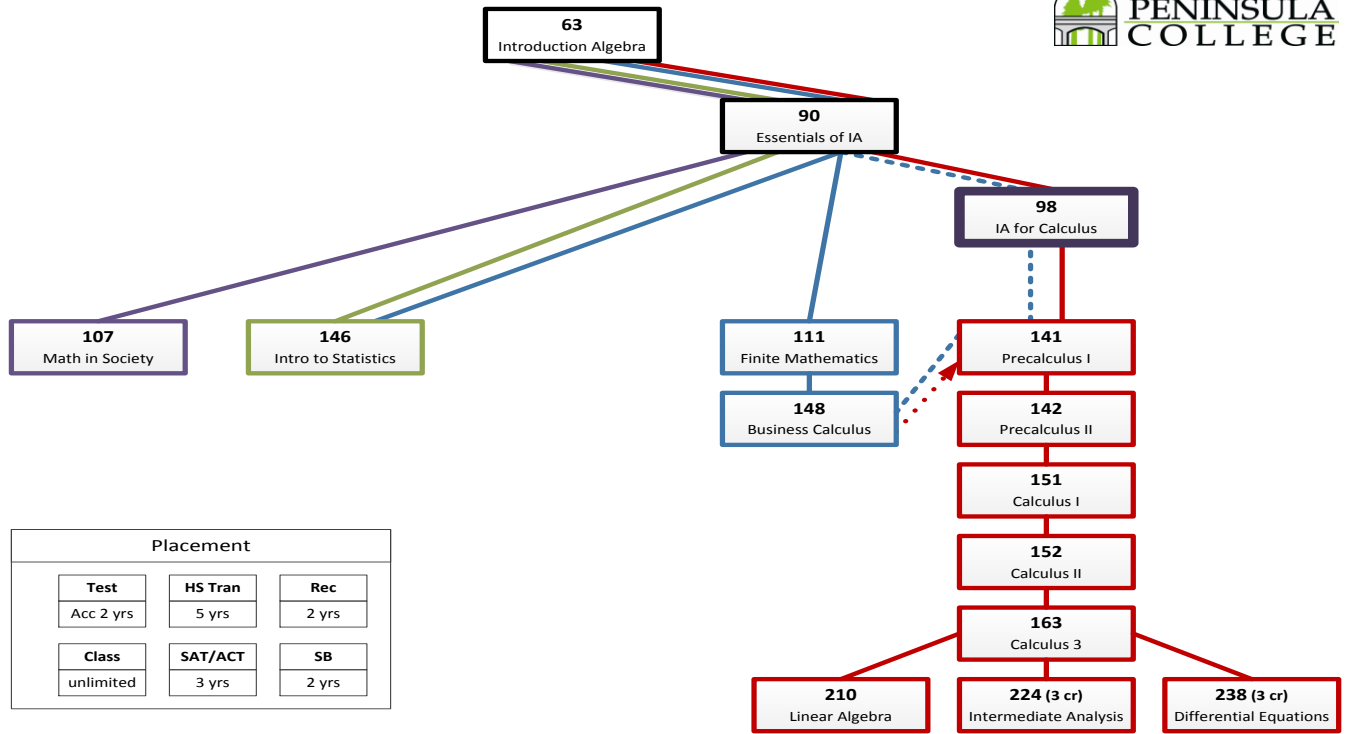 PENINSULA
COLLEGE
63
Introduction Algebra
90
Essentials of IA
98
IA for Calculus
107
Math in Society
146
Intro to Statistics
111
Finite Mathematics
141
Precalculus I
148
Business Calculus
142
Precalculus II
151
Calculus I
152
Calculus II
163
Calculus 3
210
Linear Algebra
224 (3 cr)
Intermediate Analysis
238 (3 cr)
Differential Equations
Placement
Test
Acc 2 yrs
HS Tran
5 yrs
Rec
2 yrs
Class
unlimited
SAT/ACT
3 yrs
SB
2 yrs